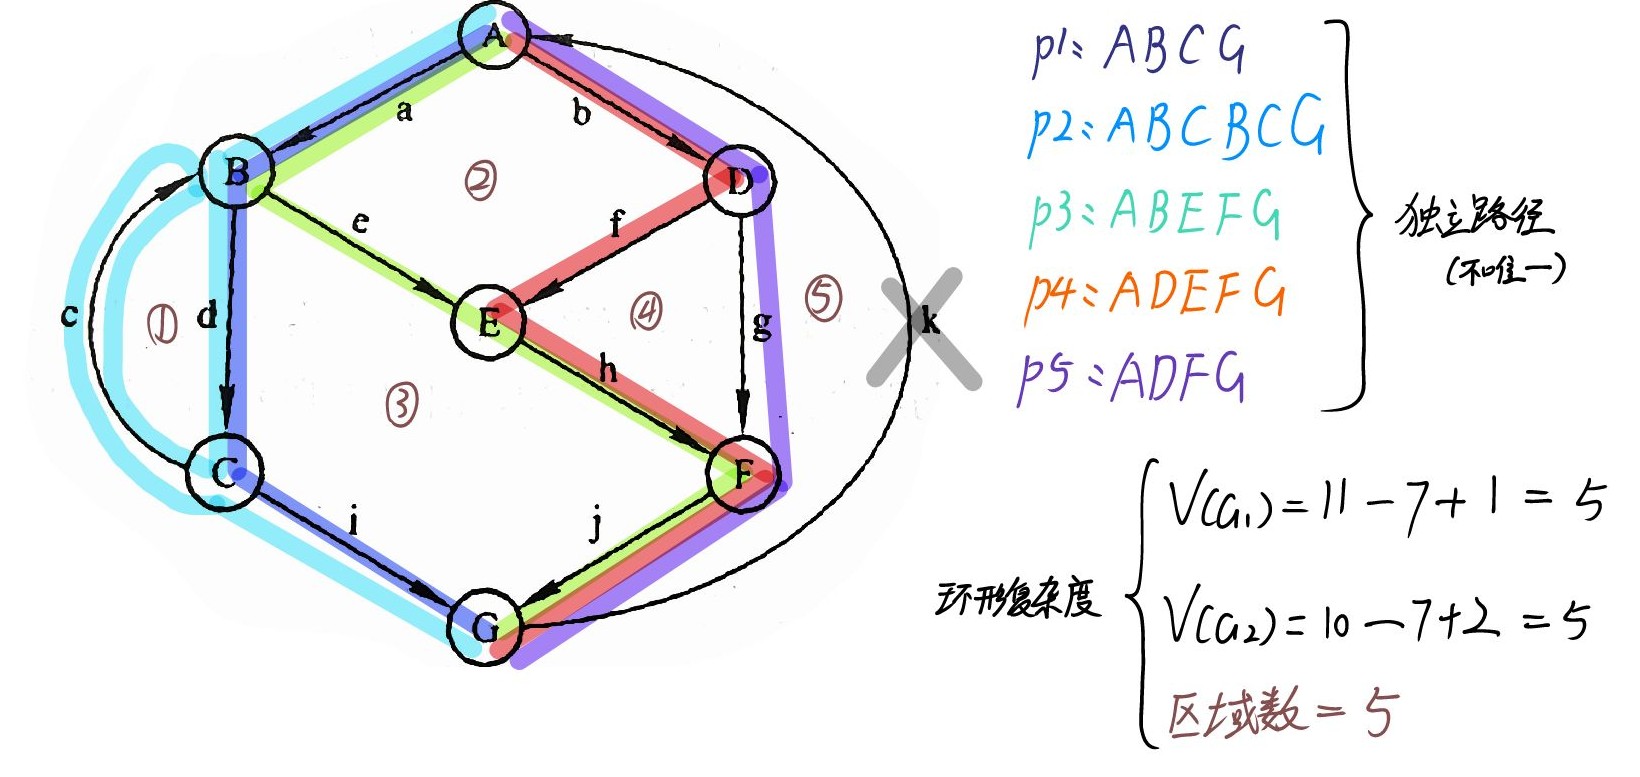 A
a
b
B
②
D
e
f
c
①
d
E
④
⑤
g
k
h
③
C
F
i
j
G
p1: ABCG
p2: ABCBCG
p3: ABEFG
p4: ADEFG
p5: ADFG
独立路径
(不唯一)
环形复杂度
V(G1) = 11 - 7 + 1 = 5
V(G2) = 10 - 7 + 2 = 5
区域数 = 5